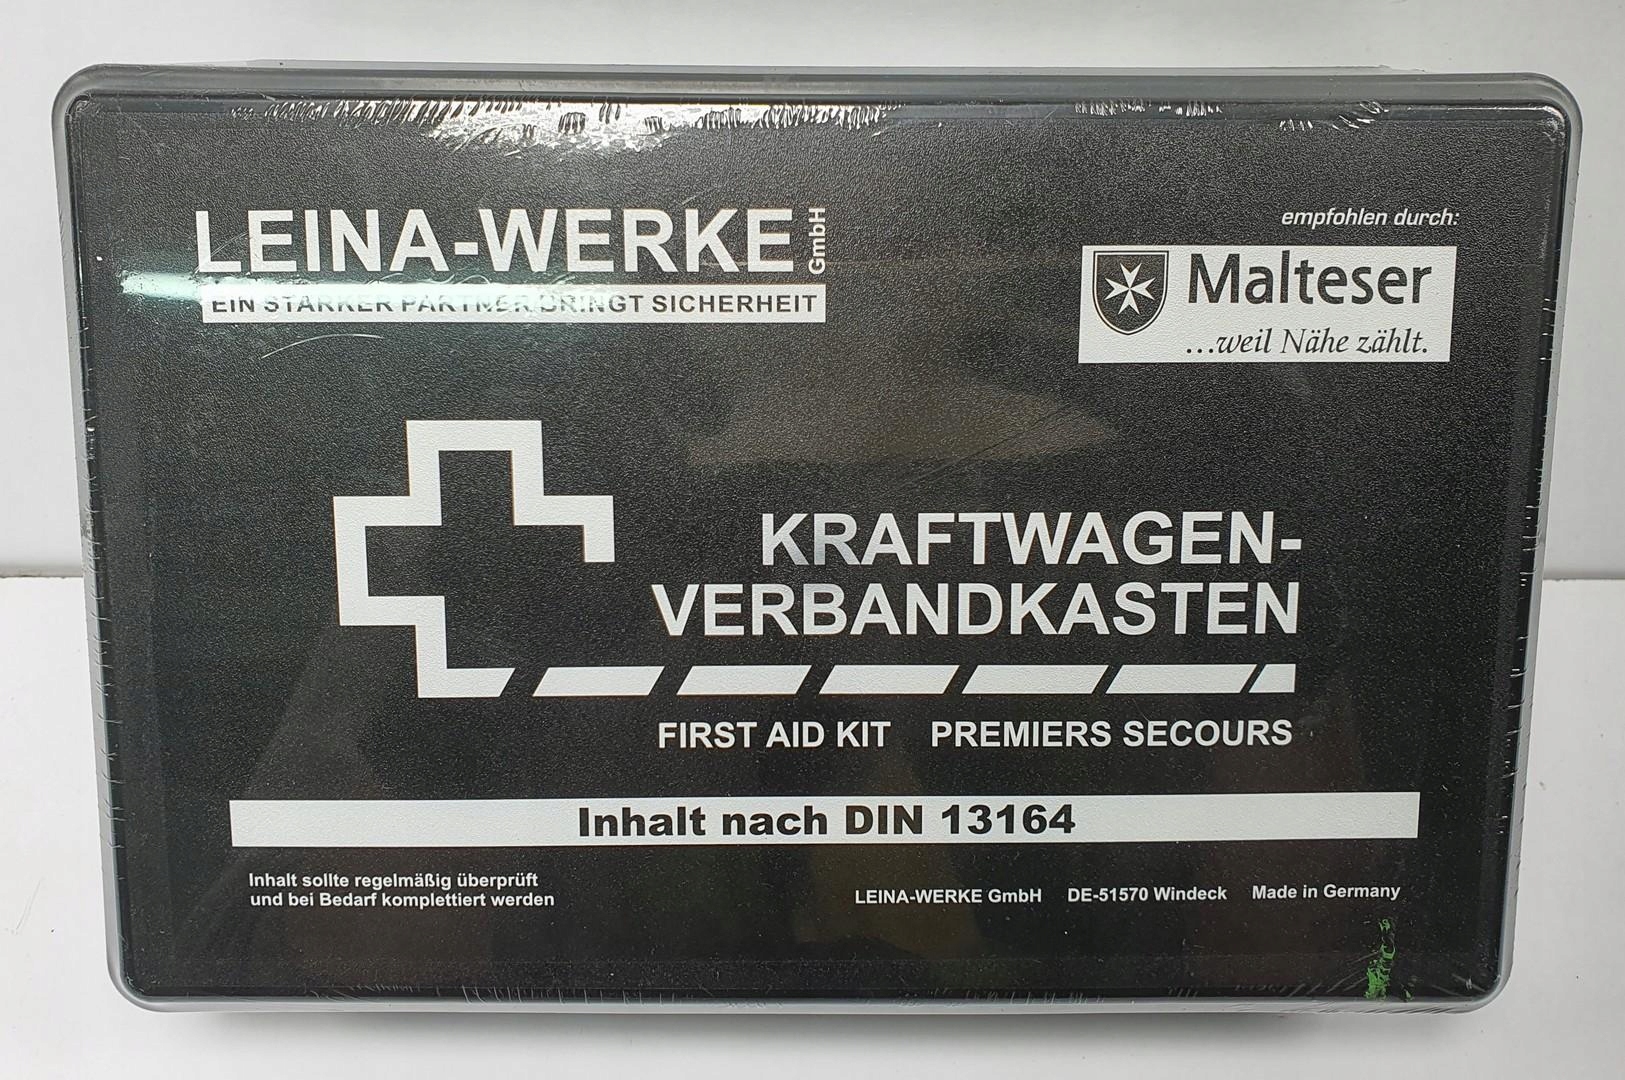 LEINA-WERKE GmbH
EIN STARKER PARTNER BRINGT SICHERHEIT
empfohlen durch:
Malteser
...weil Nähe zählt.
KRAFTWAGEN-
VERBANDKASTEN
FIRST AID KIT PREMIERS SECOURS
Inhalt nach DIN 13164
Inhalt sollte regelmäßig überprüft
und bei Bedarf komplettiert werden
LEINA-WERKE GmbH DE-51570 Windeck Made in Germany